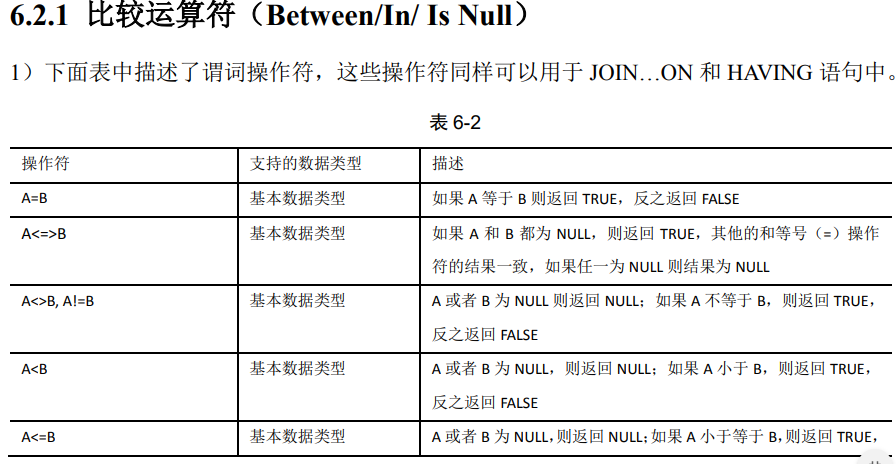 6.2.1 比较运算符（Between/In/ Is Null）
1）下面表中描述了谓词操作符，这些操作符同样可以用于 JOIN…ON 和 HAVING 语句中。
表 6-2
操作符 支持的数据类型 描述
A=B 基本数据类型 如果 A 等于 B 则返回 TRUE，反之返回 FALSE
A<=>B 基本数据类型 如果 A 和 B 都为 NULL，则返回 TRUE，其他的和等号（=）操作
符的结果一致，如果任一为 NULL 则结果为 NULL
A<>B, A!=B 基本数据类型 A 或者 B 为 NULL 则返回 NULL；如果 A 不等于 B，则返回 TRUE，
反之返回 FALSE
A<B 基本数据类型 A 或者 B 为 NULL，则返回 NULL；如果 A 小于 B，则返回 TRUE，
反之返回 FALSE
A<=B 基本数据类型 A 或者 B 为 NULL，则返回 NULL；如果 A 小于等于 B，则返回 TRUE，